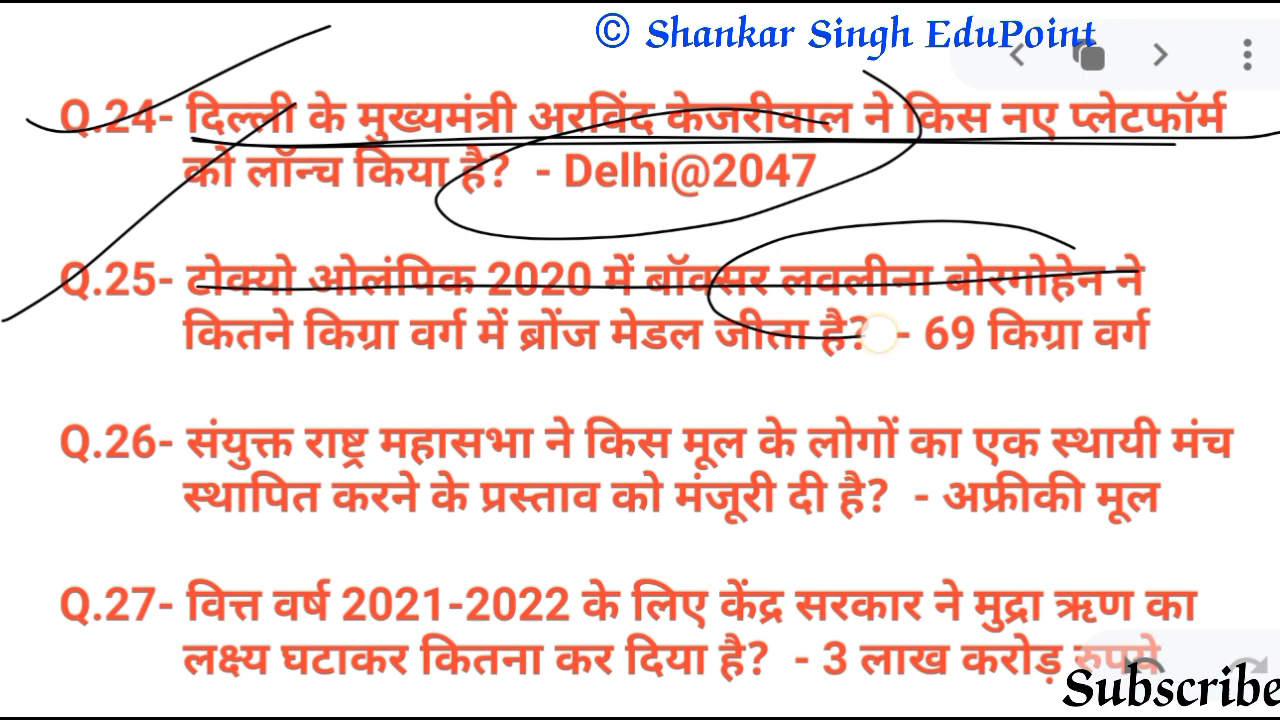 © Shankar Singh EduPoint
Q.24- दिल्ली के मुख्यमंत्री अरविंद केजरीवाल ने किस नए प्लेटफॉर्म
को लॉन्च किया है? - Delhi@2047
Q.25- टोक्यो ओलंपिक 2020 में बॉक्सर लवलीना बोरगोहेन ने
कितने किग्रा वर्ग में ब्रोंज मेडल जीता है? - 69 किग्रा वर्ग
Q.26- संयुक्त राष्ट्र महासभा ने किस मूल के लोगों का एक स्थायी मंच
स्थापित करने के प्रस्ताव को मंजूरी दी है? - अफ्रीकी मूल
Q.27- वित्त वर्ष 2021-2022 के लिए केंद्र सरकार ने मुद्रा ऋण का
लक्ष्य घटाकर कितना कर दिया है? - 3 लाख करोड़ रुपये
Subscribe